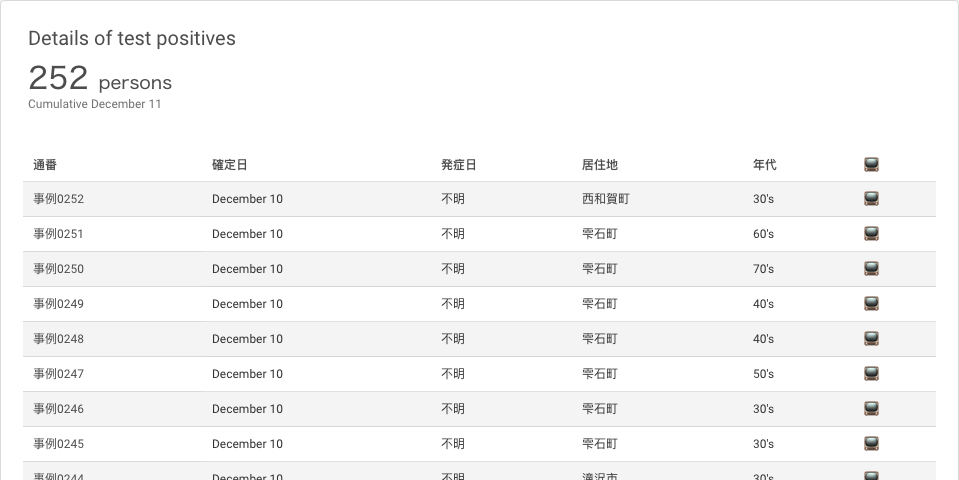 Details of test positives
252 persons
Cumulative December 11
通番 確定日 発症日 居住地 年代
事例0252 December 10 不明 西和賀町 30's
事例0251 December 10 不明 雫石町 60's
事例0250 December 10 不明 雫石町 70's
事例0249 December 10 不明 雫石町 40's
事例0248 December 10 不明 雫石町 40's
事例0247 December 10 不明 雫石町 50's
事例0246 December 10 不明 雫石町 30's
事例0245 December 10 不明 雫石町 30's
事例0244 December 10 不明 滝沢市 30's